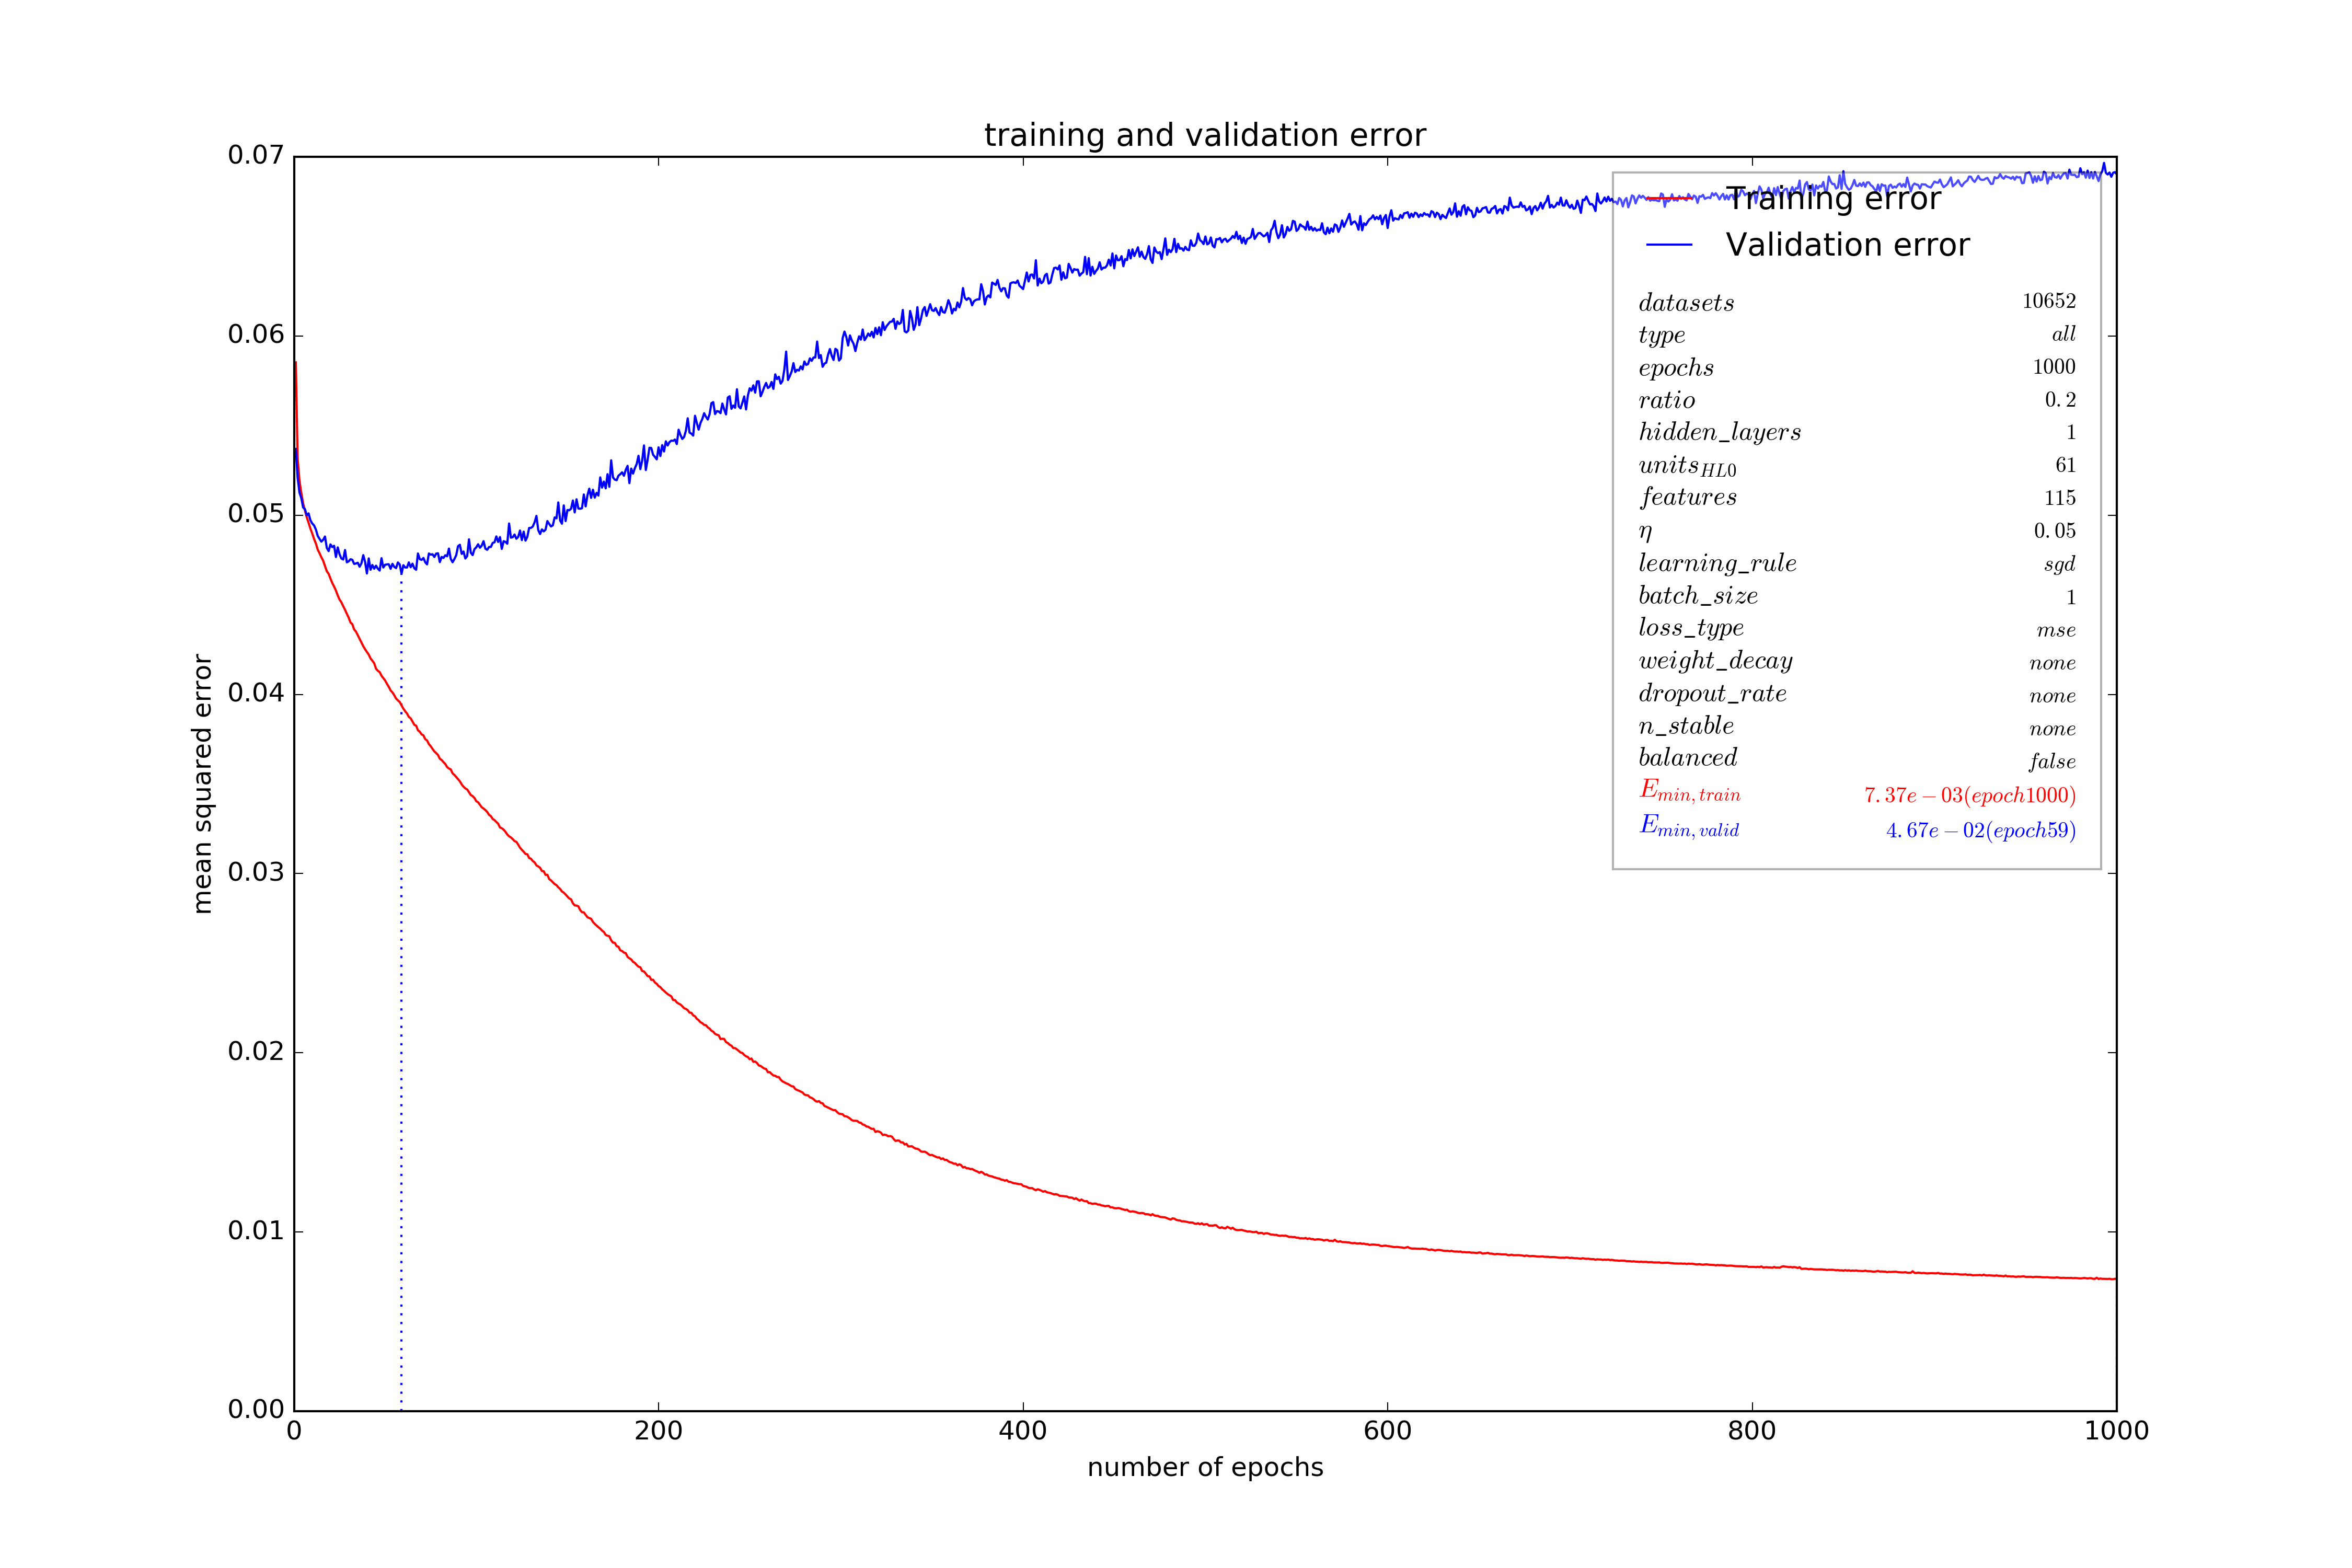 training and validation error
0.07
0.06
0.05
0.04
0.03
0.02
0.01
0.00
mean squared error
Training error
Validation error
datasets 10652
type all
epochs 1000
ratio 0.2
hidden_layers 1
units_HL0 61
features 115
η 0.05
learning_rule sgd
batch_size 1
loss_type mse
weight_decay none
dropout_rate none
n_stable none
balanced false
E_min,train 7.37e−03(epoch1000)
E_min,valid 4.67e−02(epoch59)
0 200 400 600 800 1000
number of epochs